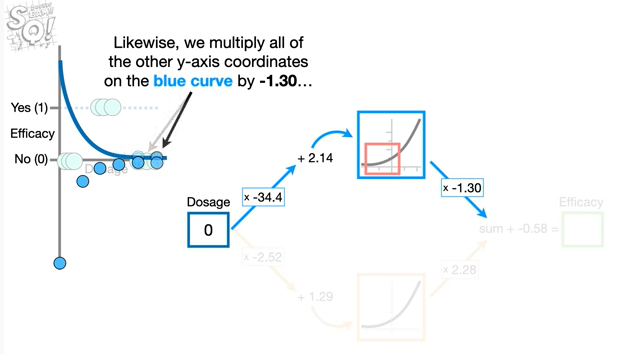 SQ!
Likewise, we multiply all of
the other y-axis coordinates
on the blue curve by -1.30…
Yes (1)
Efficacy
No (0)
Dosage
+ 2.14
x -34.4
x -1.30
Dosage
0
Efficacy
sum + -0.58 =
x -2.52
x 2.28
+ 1.29